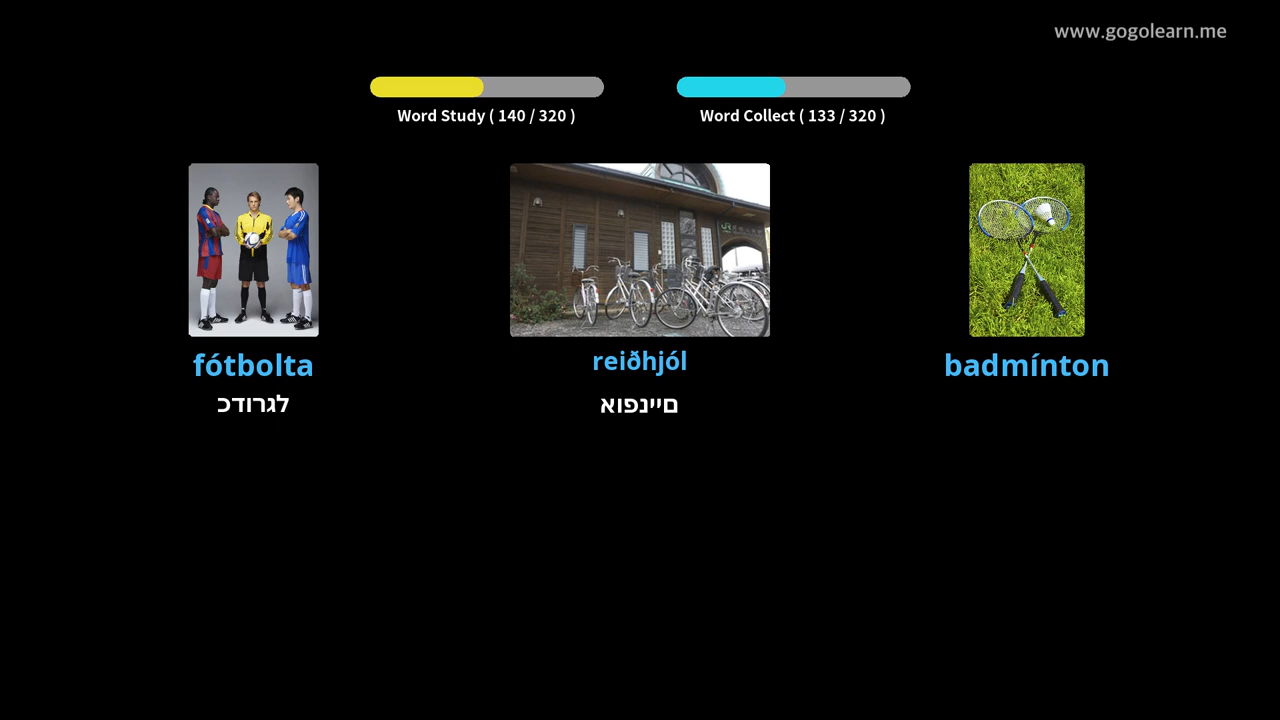 www.gogolearn.me
Word Study ( 140 / 320 )
Word Collect ( 133 / 320 )
fótbolta
לגרודכ
reiðhjól
םיינפוא
badmínton